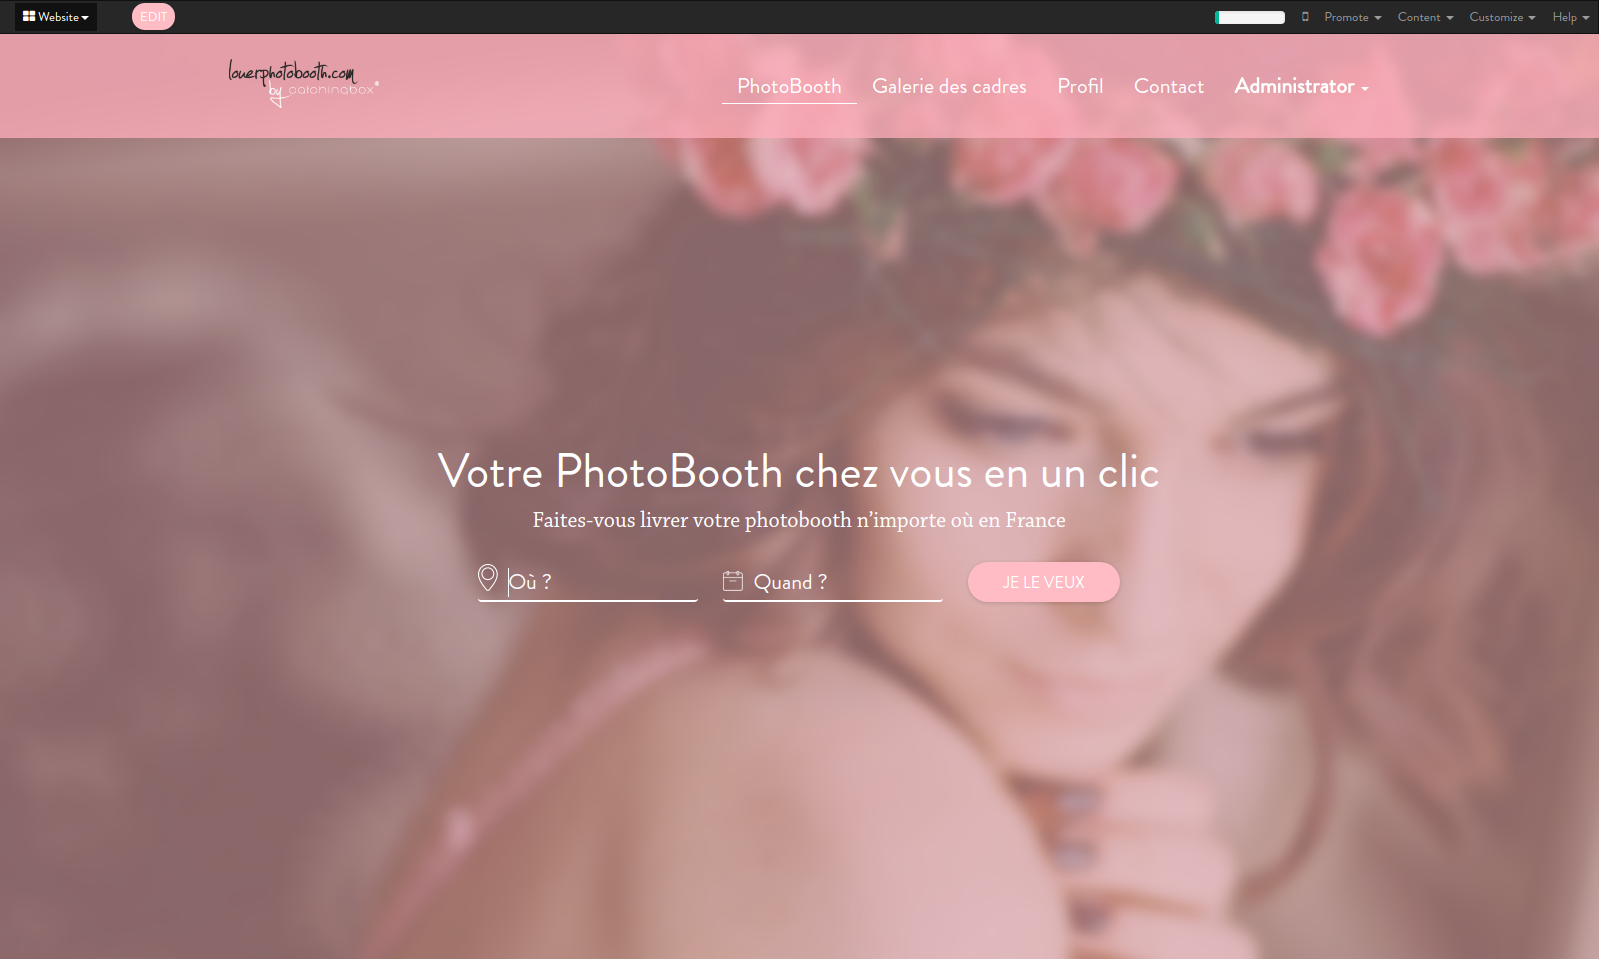 Website
EDIT
Promote
Content
Customize
Help
louerphotobooth.com
by catchingbox®
PhotoBooth
Galerie des cadres
Profil
Contact
Administrator
Votre PhotoBooth chez vous en un clic
Faites-vous livrer votre photobooth n’importe où en France
Où ?
Quand ?
JE LE VEUX